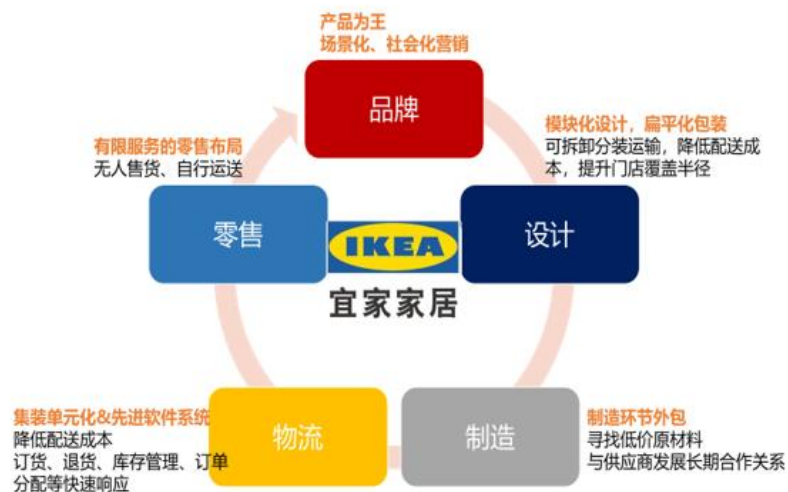 产品为王
场景化、社会化营销
品牌
模块化设计，扁平化包装
可拆卸分装运输，降低配送成
本，提升门店覆盖半径
有限服务的零售布局
无人售货、自行运送
零售
IKEA
宜家家居
设计
集装单元化&先进软件系统
降低配送成本
订货、退货、库存管理、订单
分配等快速响应
物流
制造
制造环节外包
寻找低价原材料
与供应商发展长期合作关系